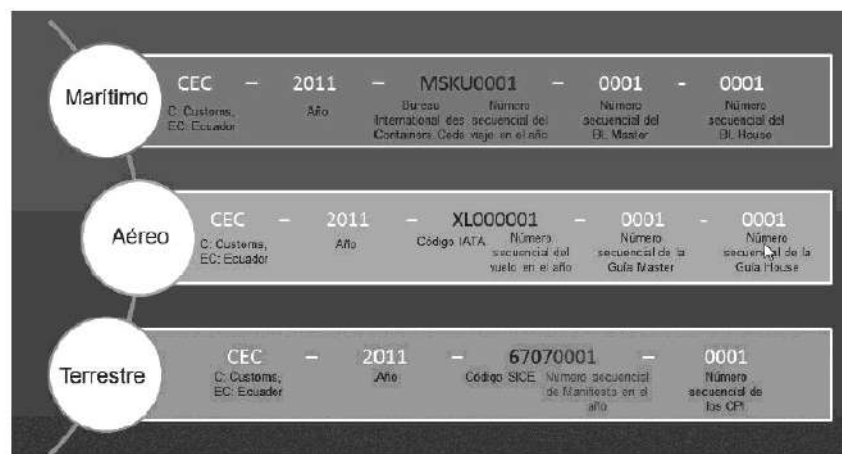 Marítimo
CEC – 2011 – MSKU0001 – 0001 - 0001
C: Customs, Año Bureau Número Número Número
EC: Ecuador International des secuencial del secuencial del secuencial del
Containers Code viaje en el año BL Master BL House
Aéreo
CEC – 2011 – XL000001 – 0001 - 0001
C: Customs, Año Código IATA Número Número Número
EC: Ecuador secuencial del secuencial de la secuencial de la
vuelo en el año Guía Master Guía House
Terrestre
CEC – 2011 – 67070001 – 0001
C: Customs, Año Código SICE Número secuencial Número
EC: Ecuador de Manifiesto en el secuencial de
año los CPI